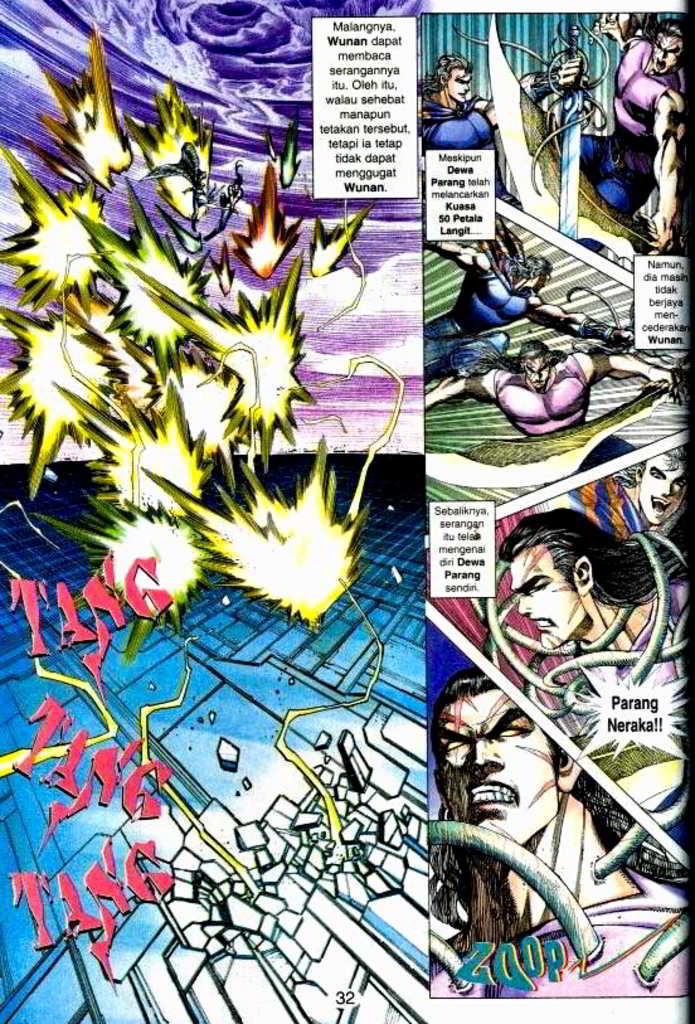 Malangnya,
Wunan dapat
membaca
serangannya
itu. Oleh itu,
walau sehebat
manapun
tetakan tersebut,
tetapi ia tetap
tidak dapat
menggugat
Wunan.
Meskipun
Dewa
Parang telah
melancarkan
Kuasa
50 Petala
Langit....
Namun,
dia masih
tidak
berjaya
men-
cederakan
Wunan.
Sebaliknya,
serangan
itu telah
mengenai
diri Dewa
Parang
sendiri.
Parang
Neraka!!
TANG
TANG
TANG
TANG
ZOOP
32